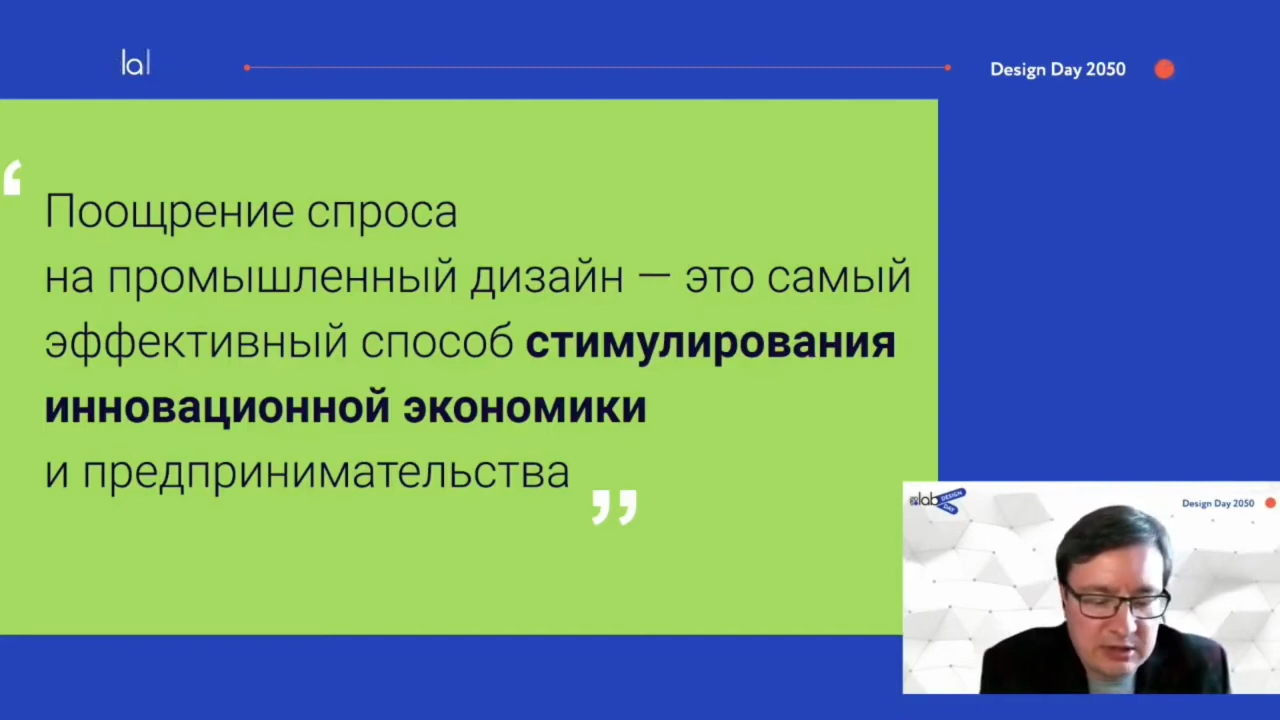 lal
Design Day 2050
“
Поощрение спроса
на промышленный дизайн — это самый
эффективный способ стимулирования
инновационной экономики
и предпринимательства
”
lab
DESIGN
DAY
Design Day 2050